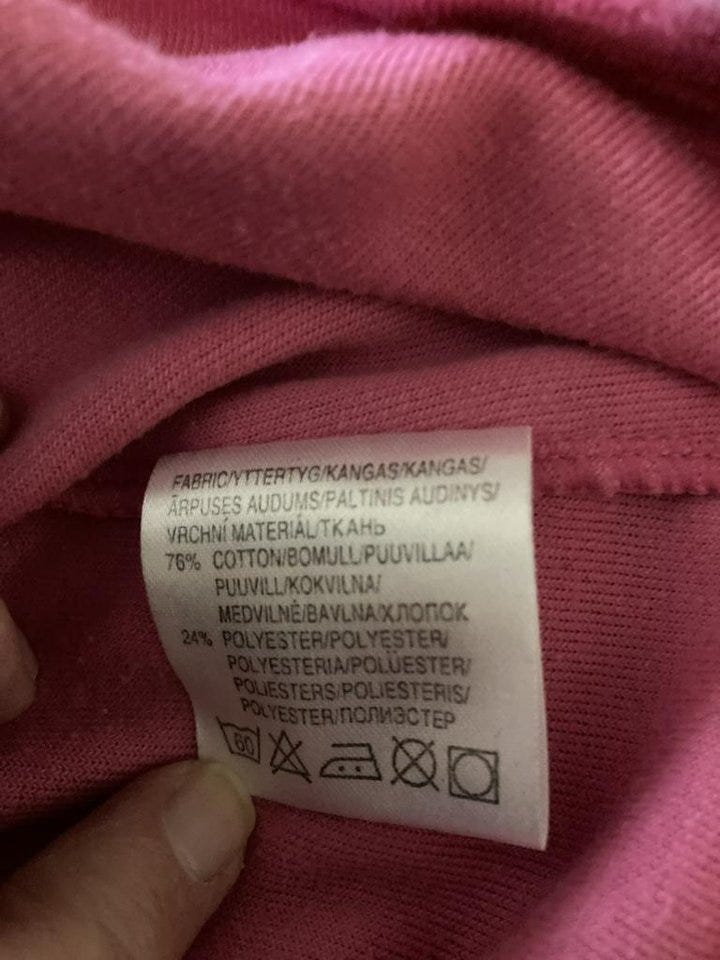 FABRIC/YTTERTYG/KANGAS/KANGAS/
ĀRPUSES AUDUMS/PALTINIS AUDINYS/
VRCHNÍ MATERIÁL/ТКАНЬ
76% COTTON/BOMULL/PUUVILLAA/
PUUVILL/KOKVILNA/
MEDVILNĖ/BAVLNA/ХЛОПОК
24% POLYESTER/POLYESTER/
POLYESTERIA/POLÜESTER/
POLIESTERS/POLIESTERIS/
POLYESTER/ПОЛИЭСТЕР
60